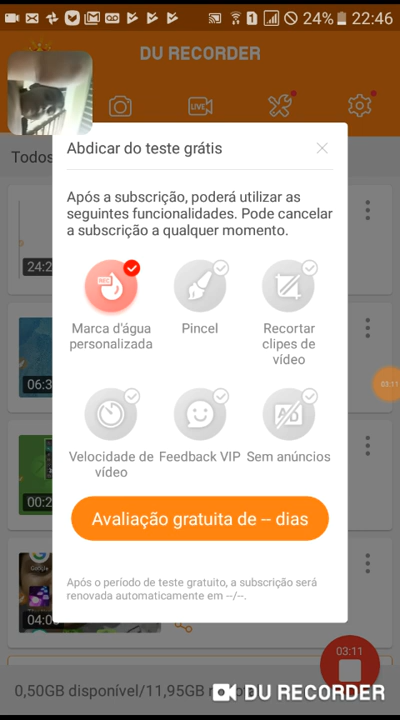 24% 22:46
DU RECORDER
LIVE
Todos
Abdicar do teste grátis
Após a subscrição, poderá utilizar as
seguintes funcionalidades. Pode cancelar
a subscrição a qualquer momento.
REC
Marca d'água
personalizada
Pincel
Recortar
clipes de
vídeo
Velocidade de
vídeo
Feedback VIP
Sem anúncios
Avaliação gratuita de -- dias
Após o período de teste gratuito, a subscrição será
renovada automaticamente em --/--.
24:2
06:3
00:2
04:0
03:11
03:11
0,50GB disponível/11,95GB
DU RECORDER